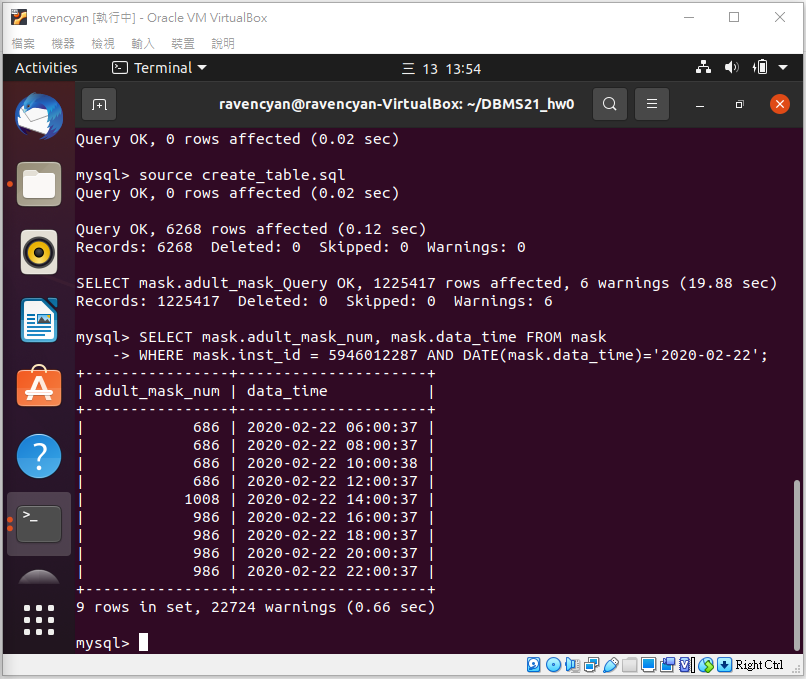 ravencyan [執行中] - Oracle VM VirtualBox
檔案 機器 檢視 輸入 裝置 說明
Activities Terminal 三 13 13:54
ravencyan@ravencyan-VirtualBox: ~/DBMS21_hw0
Query OK, 0 rows affected (0.02 sec)
mysql> source create_table.sql
Query OK, 0 rows affected (0.02 sec)
Query OK, 6268 rows affected (0.12 sec)
Records: 6268  Deleted: 0  Skipped: 0  Warnings: 0
SELECT mask.adult_mask_Query OK, 1225417 rows affected, 6 warnings (19.88 sec)
Records: 1225417  Deleted: 0  Skipped: 0  Warnings: 6
mysql> SELECT mask.adult_mask_num, mask.data_time FROM mask
    -> WHERE mask.inst_id = 5946012287 AND DATE(mask.data_time)='2020-02-22';
+----------------+---------------------+
| adult_mask_num | data_time           |
+----------------+---------------------+
|            686 | 2020-02-22 06:00:37 |
|            686 | 2020-02-22 08:00:37 |
|            686 | 2020-02-22 10:00:38 |
|            686 | 2020-02-22 12:00:37 |
|           1008 | 2020-02-22 14:00:37 |
|            986 | 2020-02-22 16:00:37 |
|            986 | 2020-02-22 18:00:37 |
|            986 | 2020-02-22 20:00:37 |
|            986 | 2020-02-22 22:00:37 |
+----------------+---------------------+
9 rows in set, 22724 warnings (0.66 sec)
mysql>
Right Ctrl